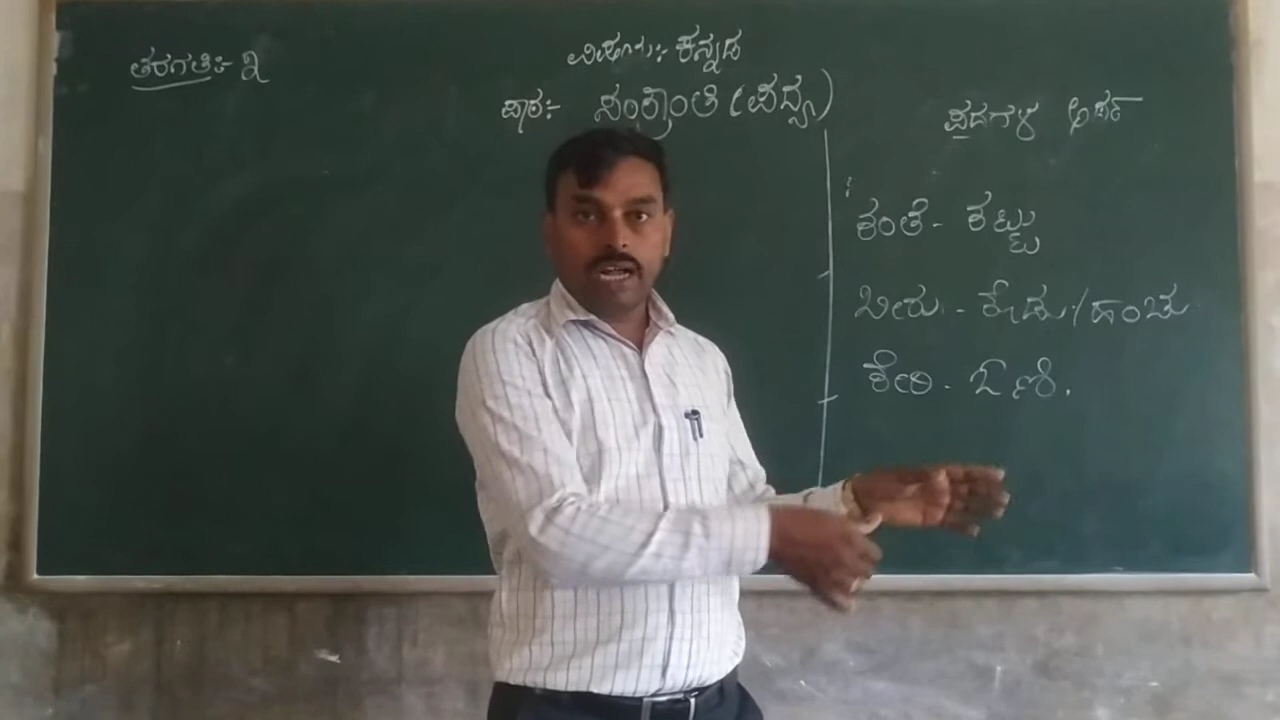 ತರಗತಿ:- ೩
ವಿಷಯ:- ಕನ್ನಡ
ಪಾಠ:- ಸಂಕ್ರಾಂತಿ (ಪದ್ಯ)
ಪದಗಳ ಅರ್ಥ
ಕಂತೆ - ಕಟ್ಟು
ಬೀರು - ಕೊಡು/ಹಂಚು
ಕೇರಿ - ಓಣಿ.